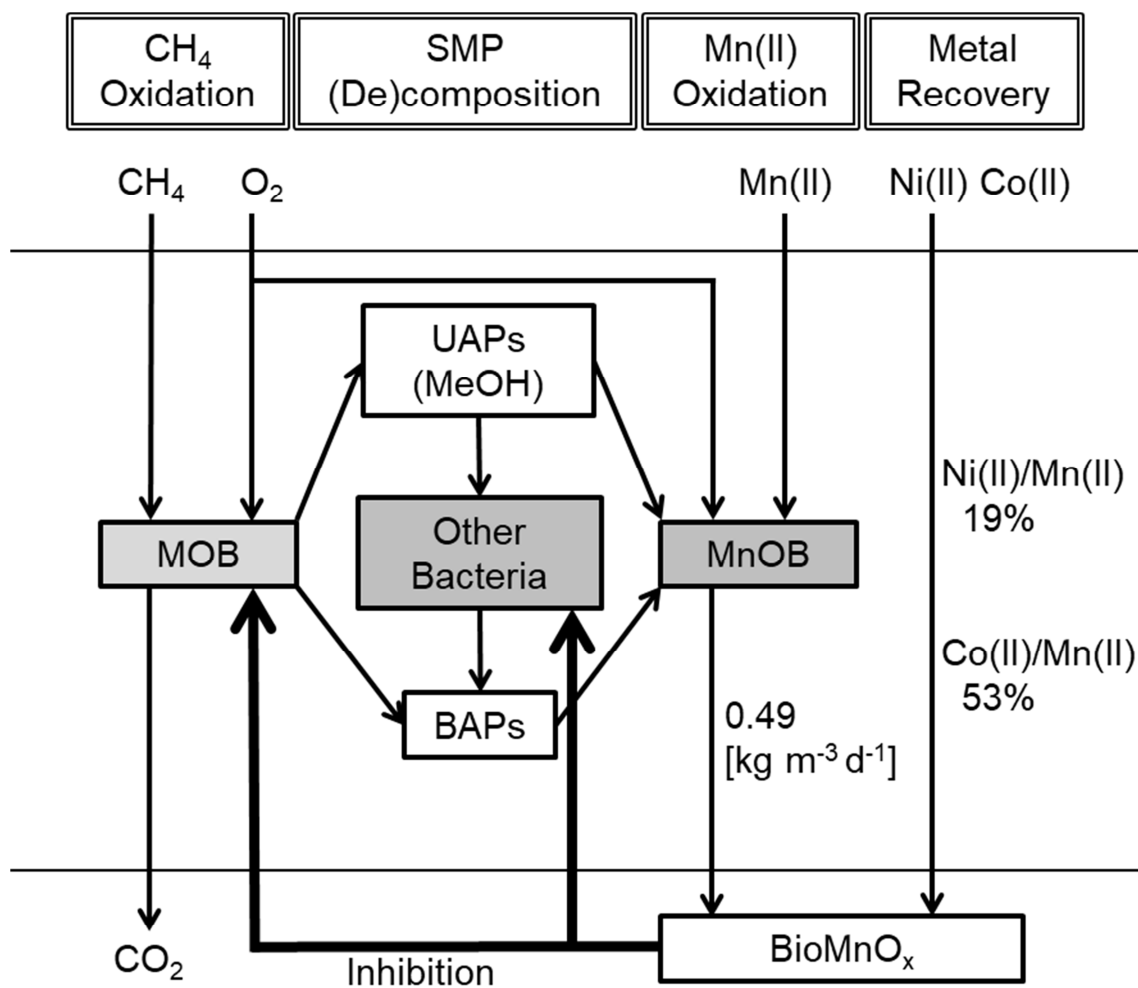 CH4
Oxidation
SMP
(De)composition
Mn(II)
Oxidation
Metal
Recovery
CH4
O2
Mn(II)
Ni(II) Co(II)
UAPs
(MeOH)
Ni(II)/Mn(II)
19%
MOB
Other
Bacteria
MnOB
Co(II)/Mn(II)
53%
BAPs
0.49
[kg m-3 d-1]
CO2
Inhibition
BioMnOx